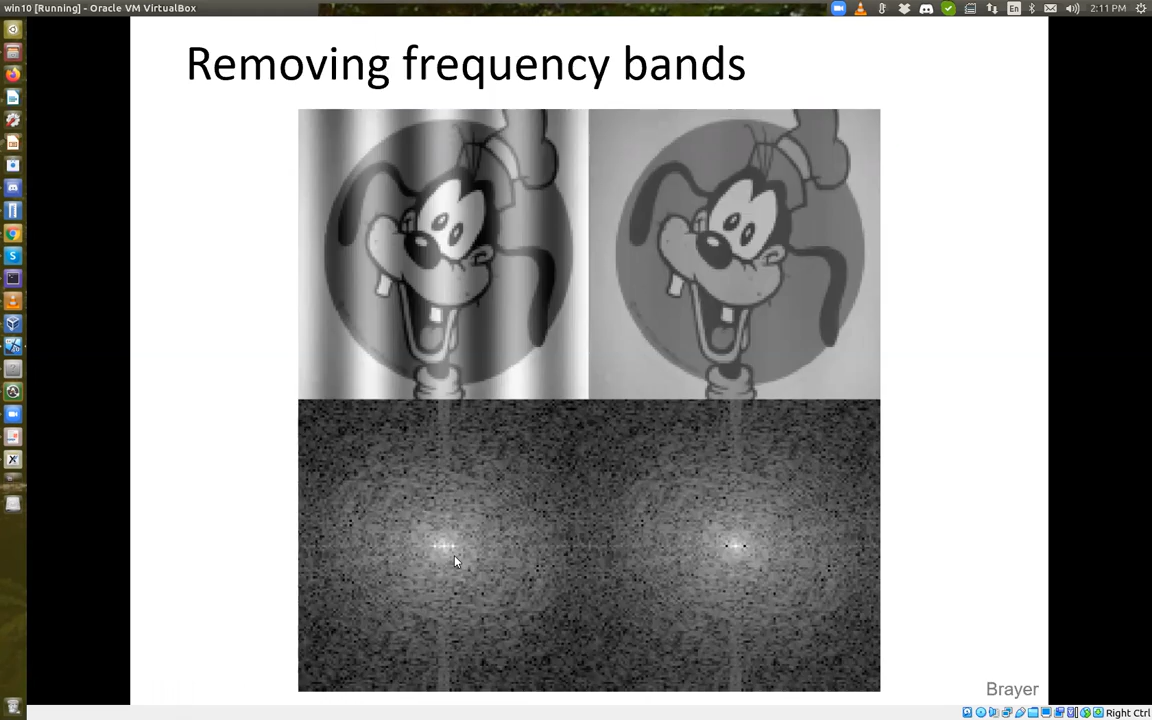 win10 [Running] - Oracle VM VirtualBox
En
2:11 PM
Removing frequency bands
Brayer
Right Ctrl